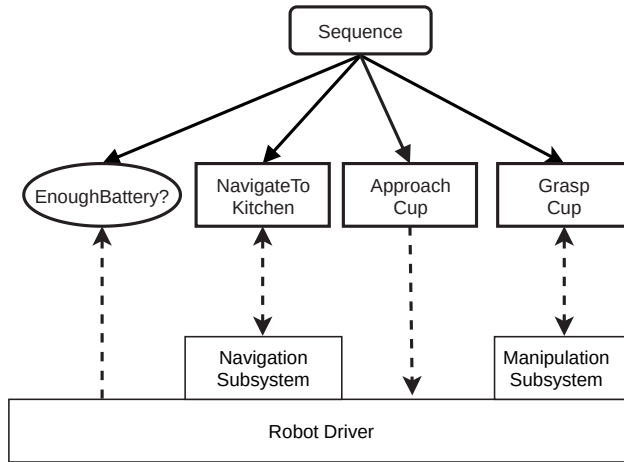 Sequence
EnoughBattery?
NavigateTo
Kitchen
Approach
Cup
Grasp
Cup
Navigation
Subsystem
Manipulation
Subsystem
Robot Driver